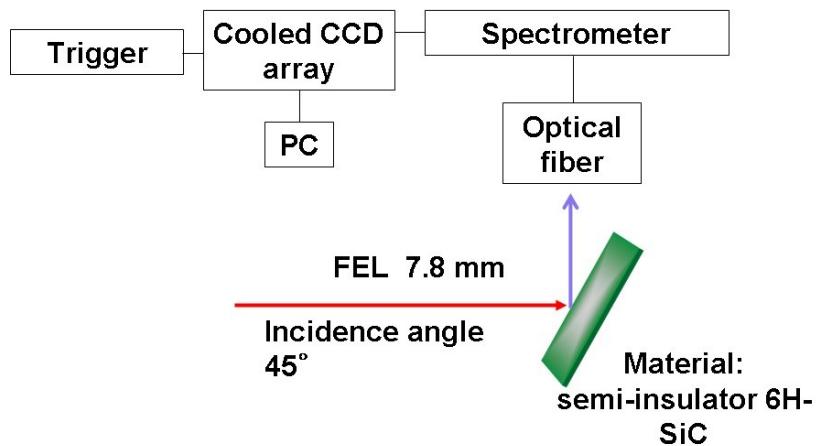 Trigger
Cooled CCD
array
Spectrometer
PC
Optical
fiber
FEL 7.8 mm
Incidence angle
45°
Material:
semi-insulator 6H-
SiC